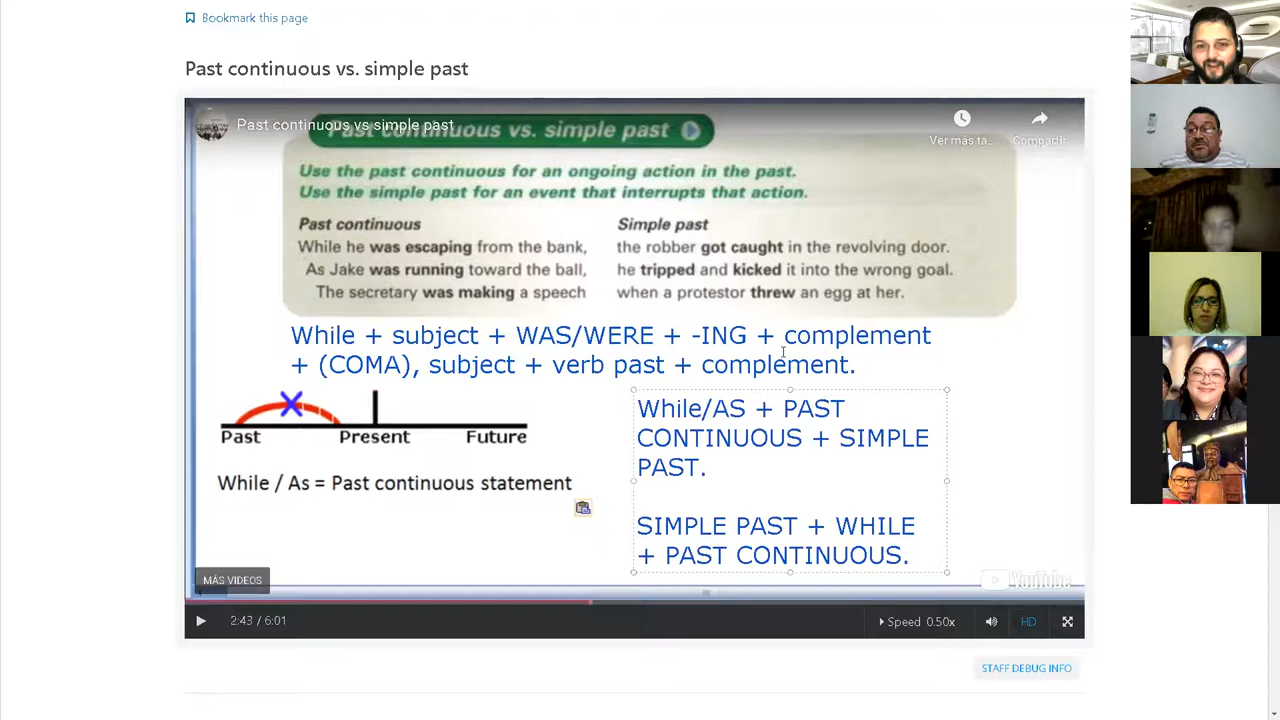 Bookmark this page
Past continuous vs. simple past
Past continuous vs simple past
Past continuous vs. simple past
Ver más ta...
Compartir
Use the past continuous for an ongoing action in the past.
Use the simple past for an event that interrupts that action.
Past continuous
Simple past
While he was escaping from the bank, the robber got caught in the revolving door.
As Jake was running toward the ball, he tripped and kicked it into the wrong goal.
The secretary was making a speech when a protestor threw an egg at her.
While + subject + WAS/WERE + -ING + complement
+ (COMA), subject + verb past + complement.
Past
Present
Future
While / As = Past continuous statement
While/AS + PAST
CONTINUOUS + SIMPLE
PAST.
SIMPLE PAST + WHILE
+ PAST CONTINUOUS.
MÁS VIDEOS
YouTube
2:43 / 6:01
Speed 0.50x
HD
STAFF DEBUG INFO